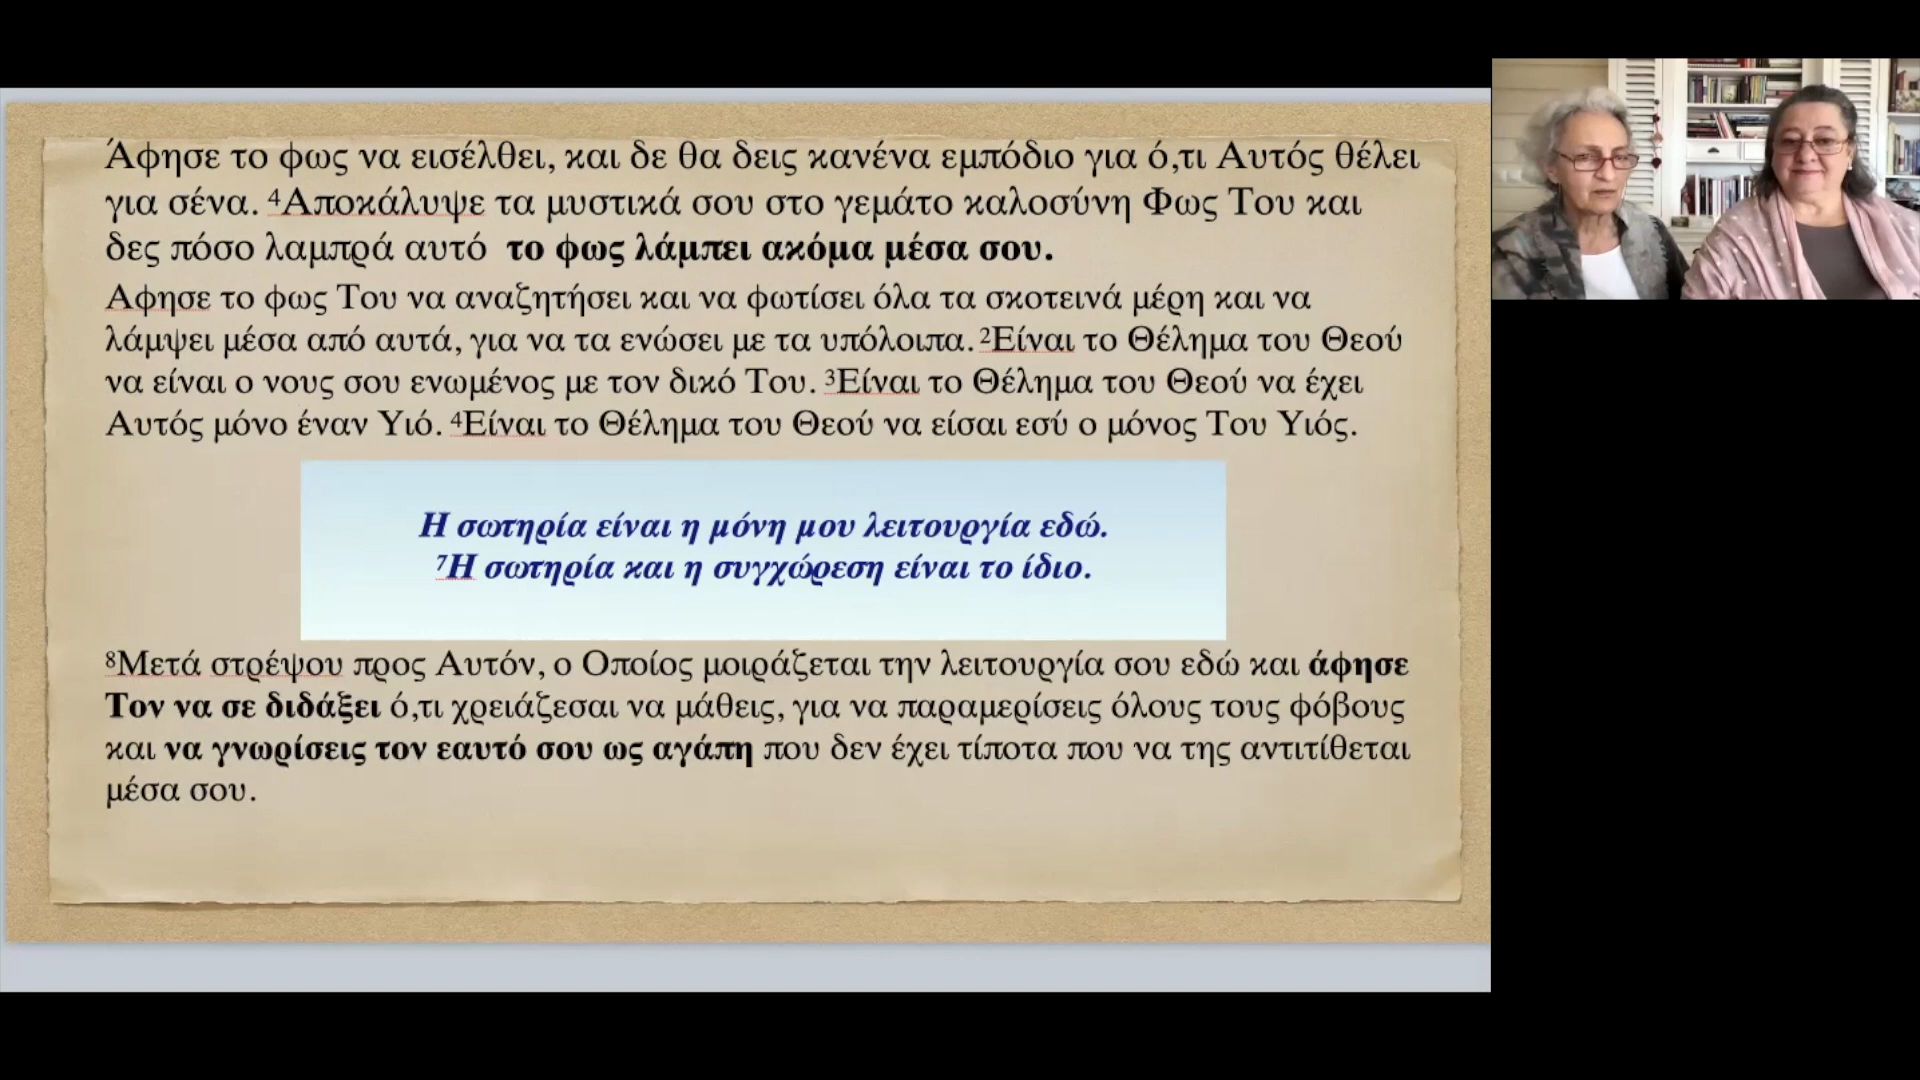 Άφησε το φως να εισέλθει, και δε θα δεις κανένα εμπόδιο για ό,τι Αυτός θέλει
για σένα. ⁴Αποκάλυψε τα μυστικά σου στο γεμάτο καλοσύνη Φως Του και
δες πόσο λαμπρά αυτό το φως λάμπει ακόμα μέσα σου.
Αφησε το φως Του να αναζητήσει και να φωτίσει όλα τα σκοτεινά μέρη και να
λάμψει μέσα από αυτά, για να τα ενώσει με τα υπόλοιπα. ²Είναι το Θέλημα του Θεού
να είναι ο νους σου ενωμένος με τον δικό Του. ³Είναι το Θέλημα του Θεού να έχει
Αυτός μόνο έναν Υιό. ⁴Είναι το Θέλημα του Θεού να είσαι εσύ ο μόνος Του Υιός.
Η σωτηρία είναι η μόνη μου λειτουργία εδώ.
⁷Η σωτηρία και η συγχώρεση είναι το ίδιο.
⁸Μετά στρέψου προς Αυτόν, ο Οποίος μοιράζεται την λειτουργία σου εδώ και άφησε
Τον να σε διδάξει ό,τι χρειάζεσαι να μάθεις, για να παραμερίσεις όλους τους φόβους
και να γνωρίσεις τον εαυτό σου ως αγάπη που δεν έχει τίποτα που να της αντιτίθεται
μέσα σου.